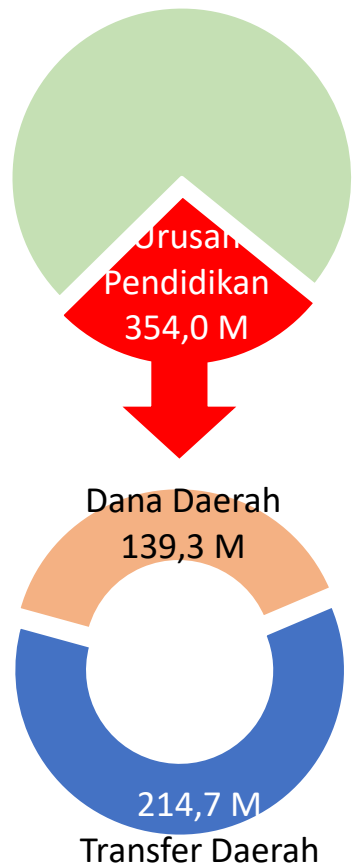 Urusan
Pendidikan
354,0 M
Dana Daerah
139,3 M
214,7 M
Transfer Daerah